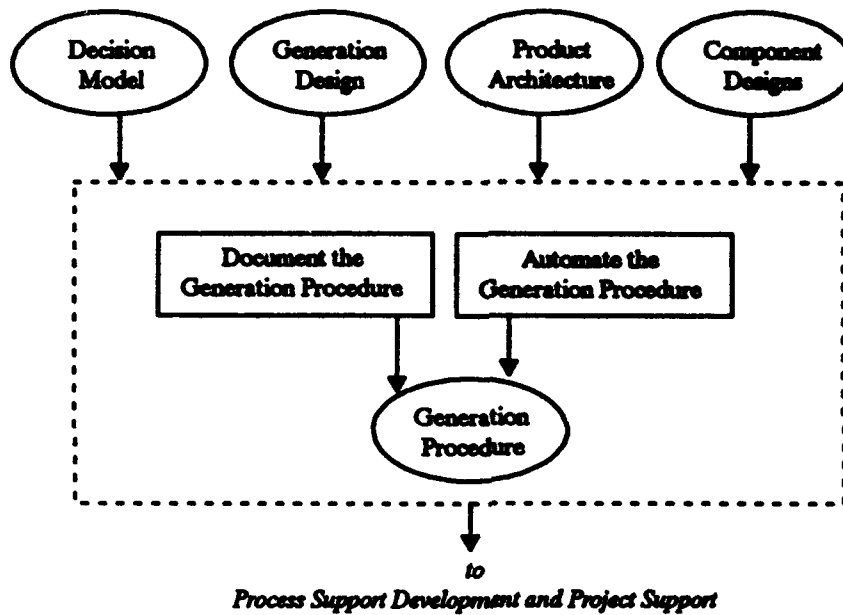 Decision
Model
Generation
Design
Product
Architecture
Component
Designs
Document the
Generation Procedure
Automate the
Generation Procedure
Generation
Procedure
to
Process Support Development and Project Support